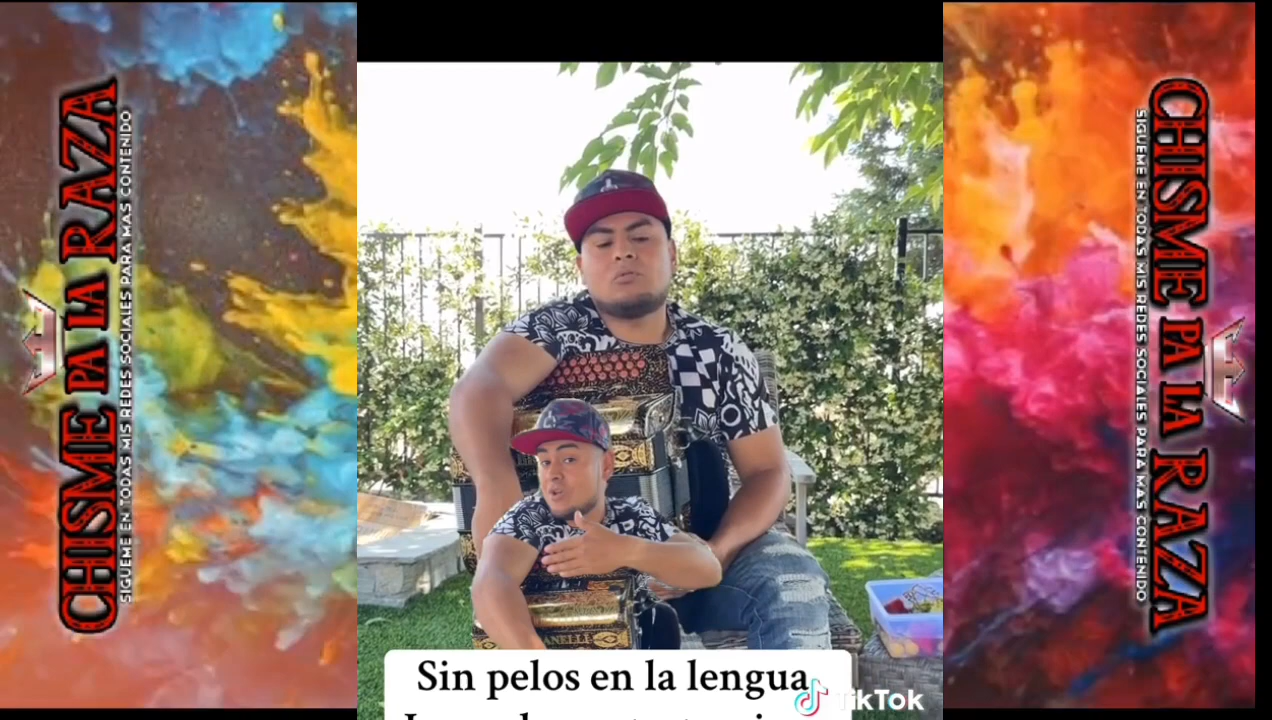 CHISME PA LA RAZA
SIGUEME EN TODAS MIS REDES SOCIALES PARA MAS CONTENIDO
Sin pelos en la lengua
TikTok
CHISME PA LA RAZA
SIGUEME EN TODAS MIS REDES SOCIALES PARA MAS CONTENIDO